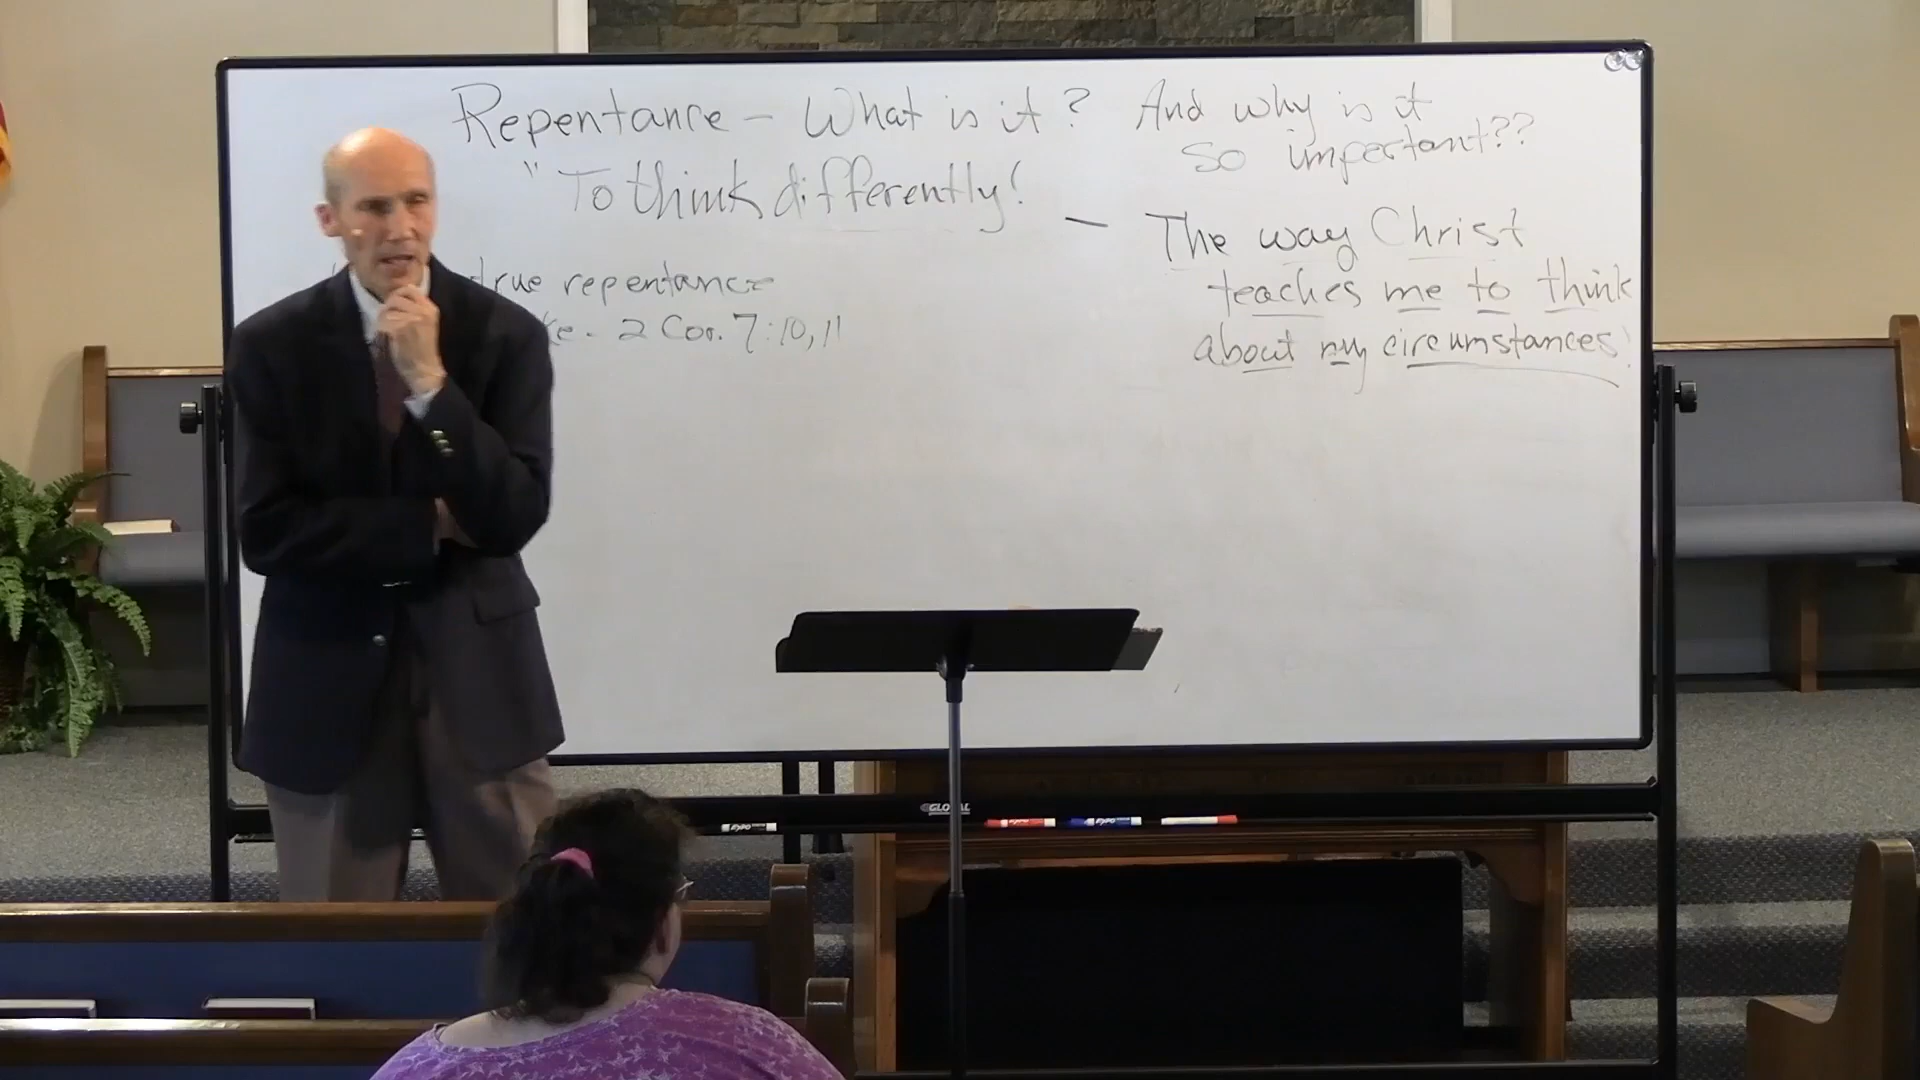 Repentance - What is it? And why is it
so important??
"To think differently!
- The way Christ
teaches me to think
about my circumstances!
true repentance
2 Cor. 7:10,11
GLOBAL
EXPO
EXPO